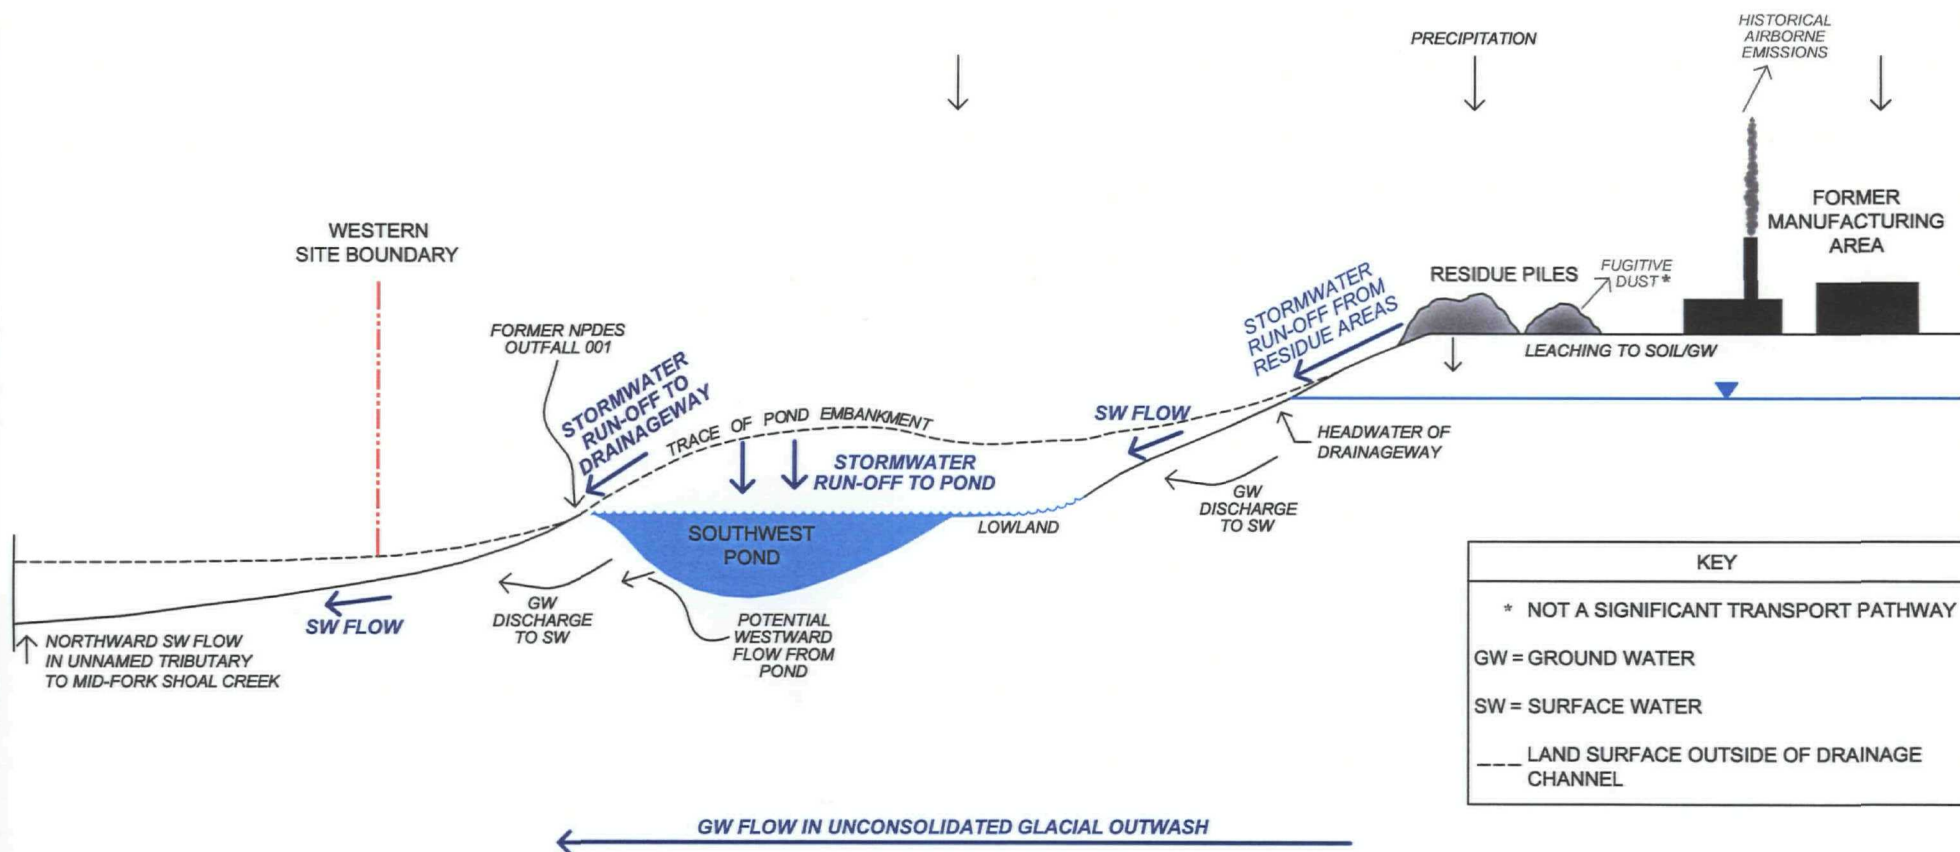 PRECIPITATION
HISTORICAL
AIRBORNE
EMISSIONS
FORMER
MANUFACTURING
AREA
WESTERN
SITE BOUNDARY
RESIDUE PILES
FUGITIVE
DUST*
STORMWATER
RUN-OFF FROM
RESIDUE AREAS
FORMER NPDES
OUTFALL 001
LEACHING TO SOIL/GW
STORMWATER
RUN-OFF TO
DRAINAGEWAY
TRACE OF POND EMBANKMENT
SW FLOW
HEADWATER OF
DRAINAGEWAY
STORMWATER
RUN-OFF TO POND
GW
DISCHARGE
TO SW
SOUTHWEST
POND
LOWLAND
GW
DISCHARGE
TO SW
POTENTIAL
WESTWARD
FLOW FROM
POND
SW FLOW
NORTHWARD SW FLOW
IN UNNAMED TRIBUTARY
TO MID-FORK SHOAL CREEK
KEY
* NOT A SIGNIFICANT TRANSPORT PATHWAY
GW = GROUND WATER
SW = SURFACE WATER
LAND SURFACE OUTSIDE OF DRAINAGE
CHANNEL
GW FLOW IN UNCONSOLIDATED GLACIAL OUTWASH